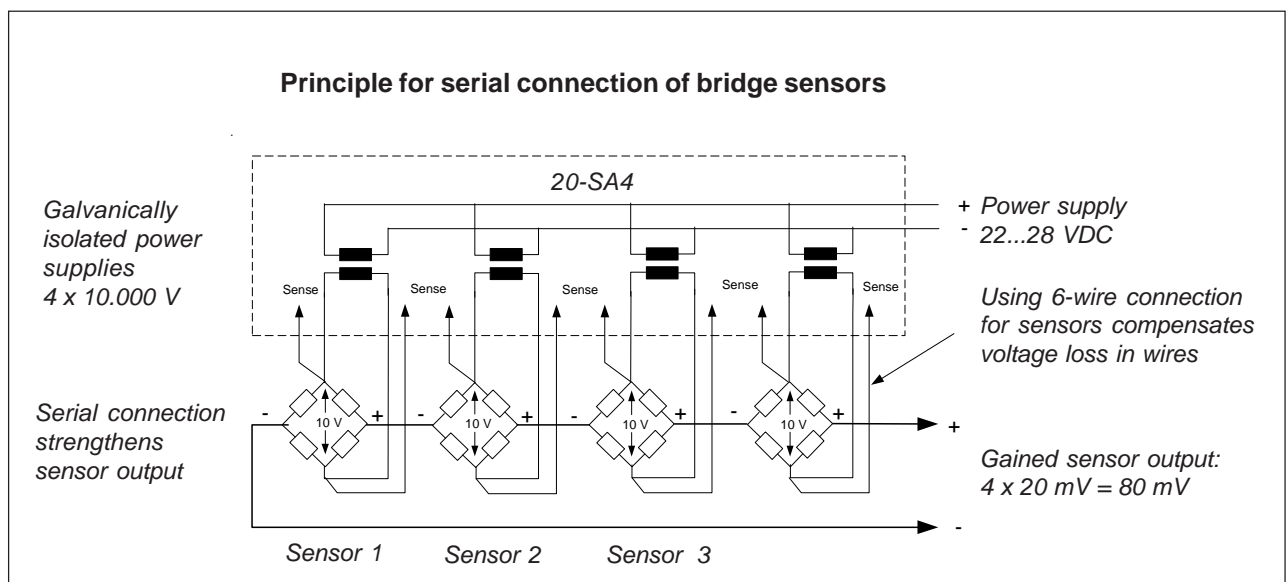 Principle for serial connection of bridge sensors
20-SA4
Galvanically
isolated power
supplies
4 x 10.000 V
+ Power supply
- 22...28 VDC
Sense
Sense
Sense
Sense
Sense
Using 6-wire connection
for sensors compensates
voltage loss in wires
Serial connection
strengthens
sensor output
- 10 V +
- 10 V +
- 10 V +
- 10 V +
+
Gained sensor output:
4 x 20 mV = 80 mV
-
Sensor 1
Sensor 2
Sensor 3